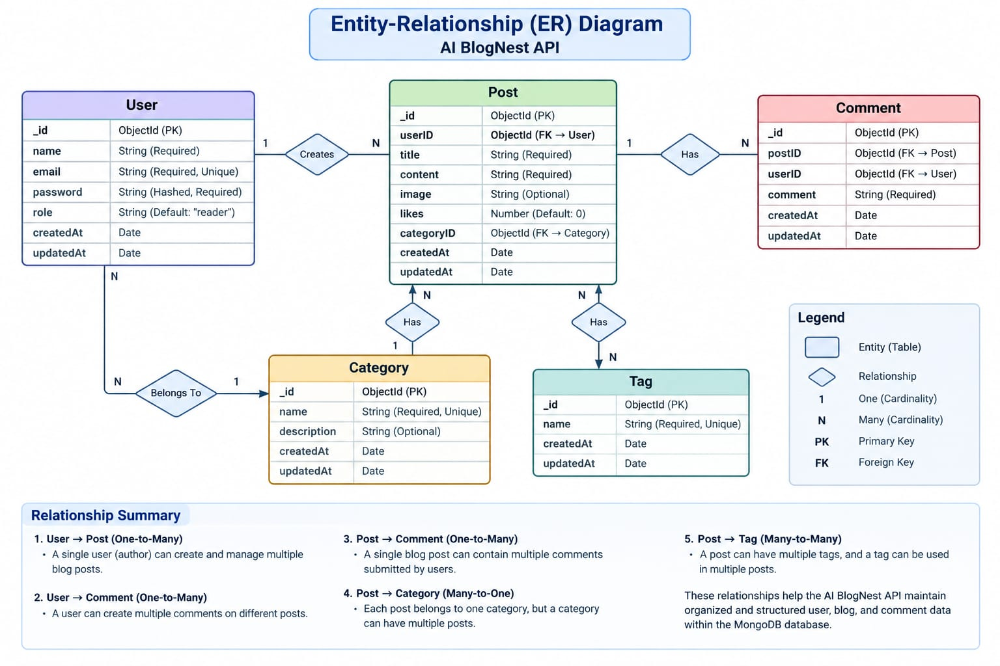 Entity-Relationship (ER) Diagram
AI BlogNest API
User
_id ObjectId (PK)
name String (Required)
email String (Required, Unique)
password String (Hashed, Required)
role String (Default: "reader")
createdAt Date
updatedAt Date
1
Creates
N
Post
_id ObjectId (PK)
userID ObjectId (FK → User)
title String (Required)
content String (Required)
image String (Optional)
likes Number (Default: 0)
categoryID ObjectId (FK → Category)
createdAt Date
updatedAt Date
1
Has
N
Comment
_id ObjectId (PK)
postID ObjectId (FK → Post)
userID ObjectId (FK → User)
comment String (Required)
createdAt Date
updatedAt Date
N
N
Belongs To
1
N
Has
1
N
Has
N
Category
_id ObjectId (PK)
name String (Required, Unique)
description String (Optional)
createdAt Date
updatedAt Date
Tag
_id ObjectId (PK)
name String (Required, Unique)
createdAt Date
updatedAt Date
Legend
Entity (Table)
Relationship
1 One (Cardinality)
N Many (Cardinality)
PK Primary Key
FK Foreign Key
Relationship Summary
1. User → Post (One-to-Many)
• A single user (author) can create and manage multiple
blog posts.
2. User → Comment (One-to-Many)
• A user can create multiple comments on different posts.
3. Post → Comment (One-to-Many)
• A single blog post can contain multiple comments
submitted by users.
4. Post → Category (Many-to-One)
• Each post belongs to one category, but a category
can have multiple posts.
5. Post → Tag (Many-to-Many)
• A post can have multiple tags, and a tag can be used
in multiple posts.
These relationships help the AI BlogNest API maintain
organized and structured user, blog, and comment data
within the MongoDB database.